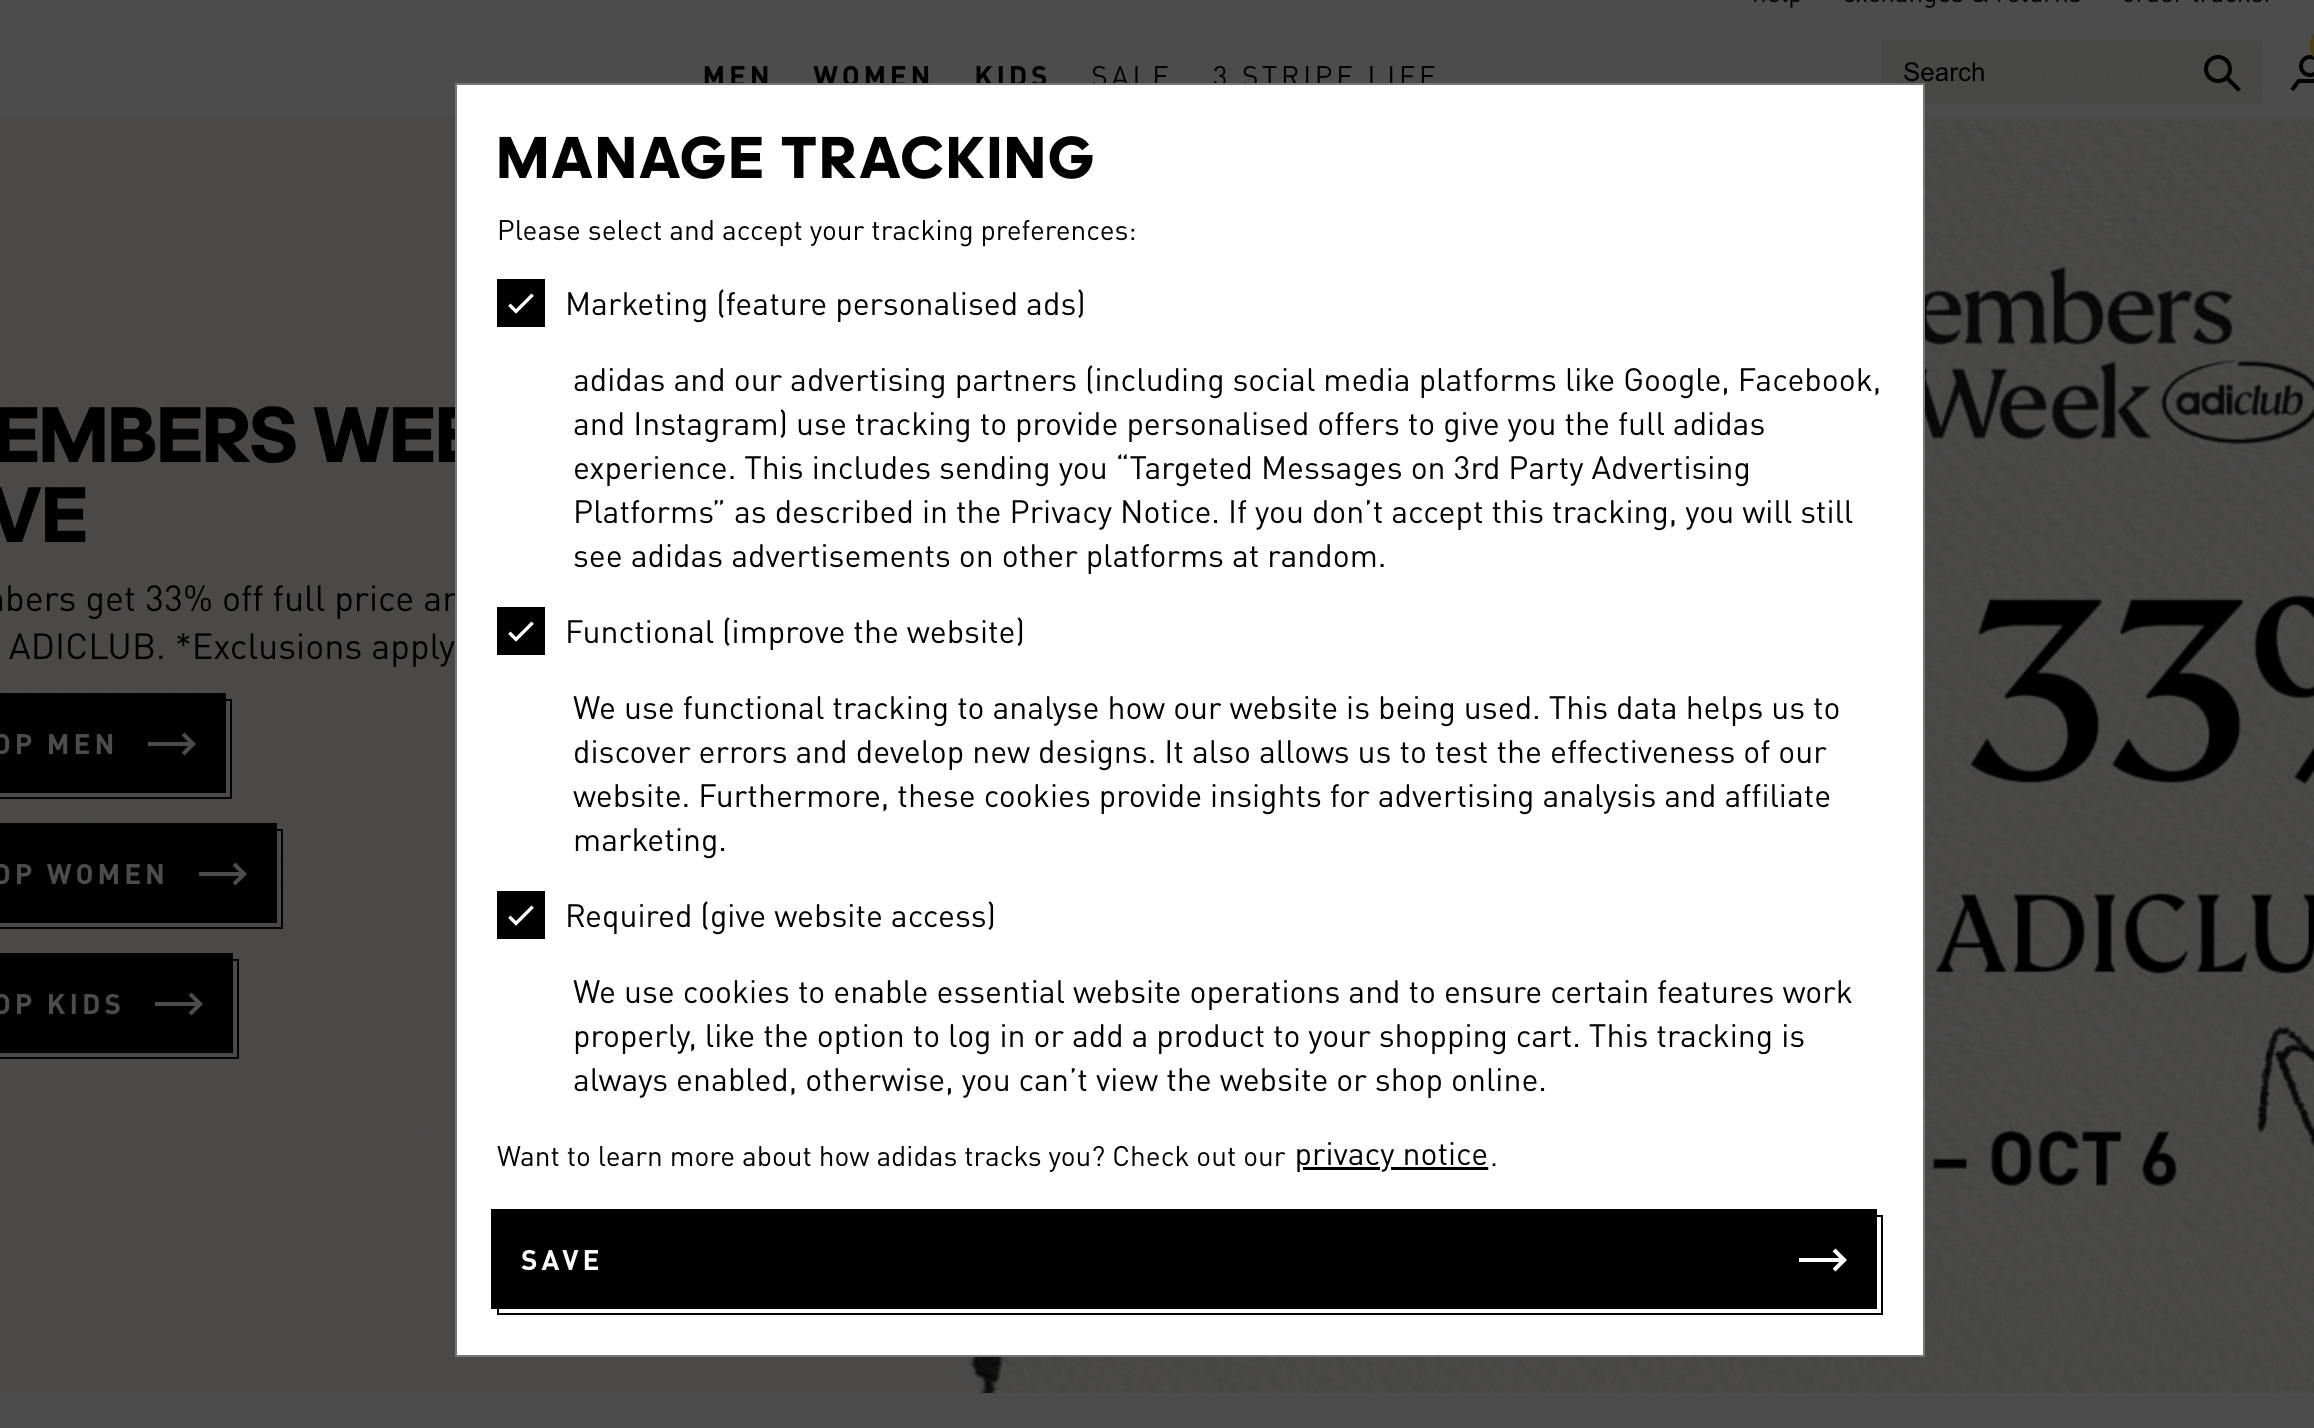 help exchanges & returns order tracker
MEN WOMEN KIDS SALE 3 STRIPE LIFE
Search
MANAGE TRACKING
Please select and accept your tracking preferences:
Marketing (feature personalised ads)
adidas and our advertising partners (including social media platforms like Google, Facebook,
and Instagram) use tracking to provide personalised offers to give you the full adidas
experience. This includes sending you “Targeted Messages on 3rd Party Advertising
Platforms” as described in the Privacy Notice. If you don’t accept this tracking, you will still
see adidas advertisements on other platforms at random.
Functional (improve the website)
We use functional tracking to analyse how our website is being used. This data helps us to
discover errors and develop new designs. It also allows us to test the effectiveness of our
website. Furthermore, these cookies provide insights for advertising analysis and affiliate
marketing.
Required (give website access)
We use cookies to enable essential website operations and to ensure certain features work
properly, like the option to log in or add a product to your shopping cart. This tracking is
always enabled, otherwise, you can’t view the website or shop online.
Want to learn more about how adidas tracks you? Check out our privacy notice.
SAVE
EMBERS WEE
VE
bers get 33% off full price ar
ADICLUB. *Exclusions apply
OP MEN
OP WOMEN
OP KIDS
embers
Week adiclub
33%
ADICLU
– OCT 6